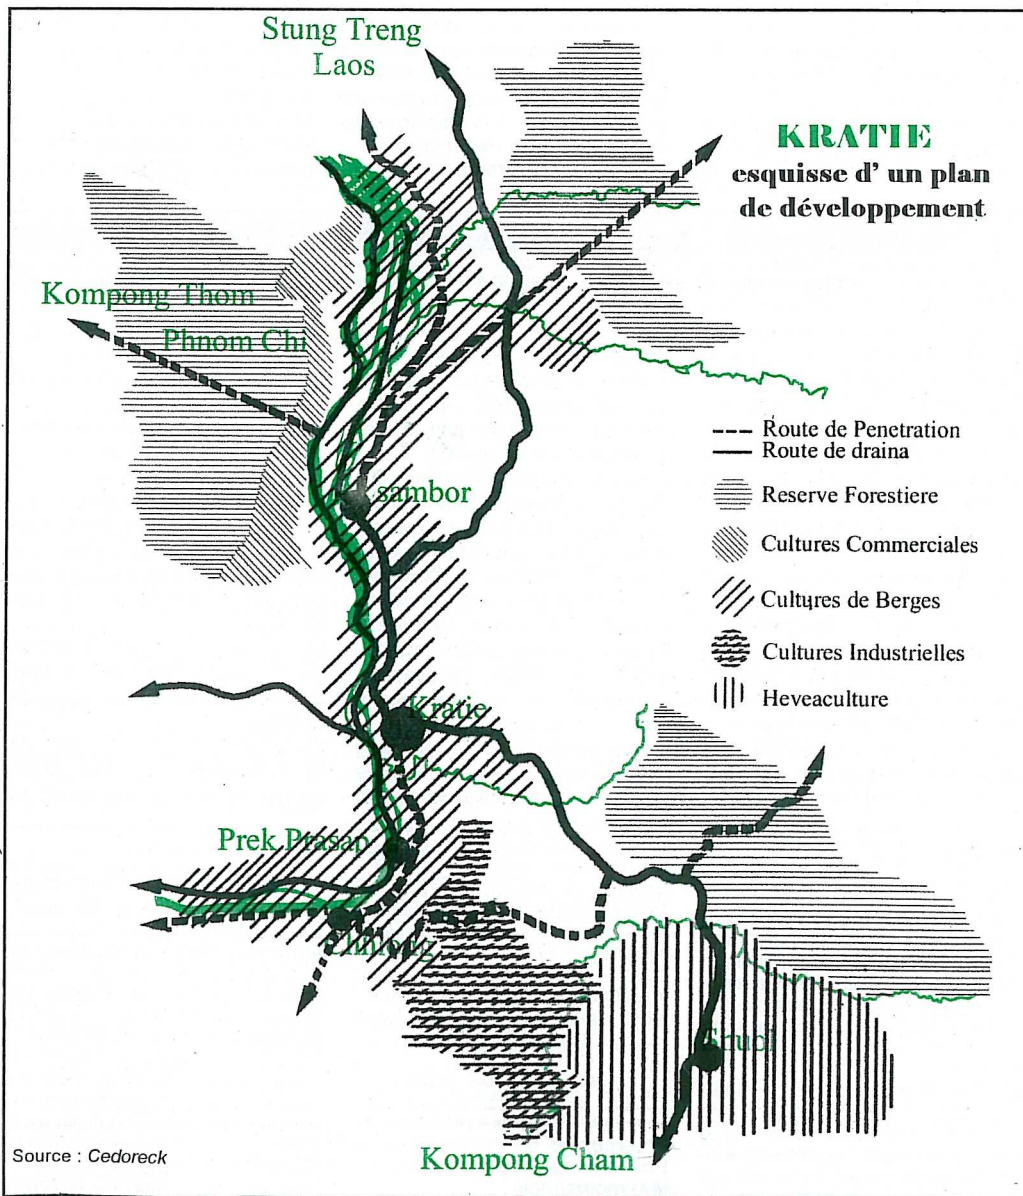 Stung Treng
Laos
KRATIE
esquisse d' un plan
de développement
Kompong Thom
Phnom Chi
Route de Penetration
Route de draina
sambor
Reserve Forestiere
Cultures Commerciales
Cultures de Berges
Cultures Industrielles
Heveaculture
Kratie
Prek Prasap
Chhlong
Snuol
Kompong Cham
Source : Cedoreck